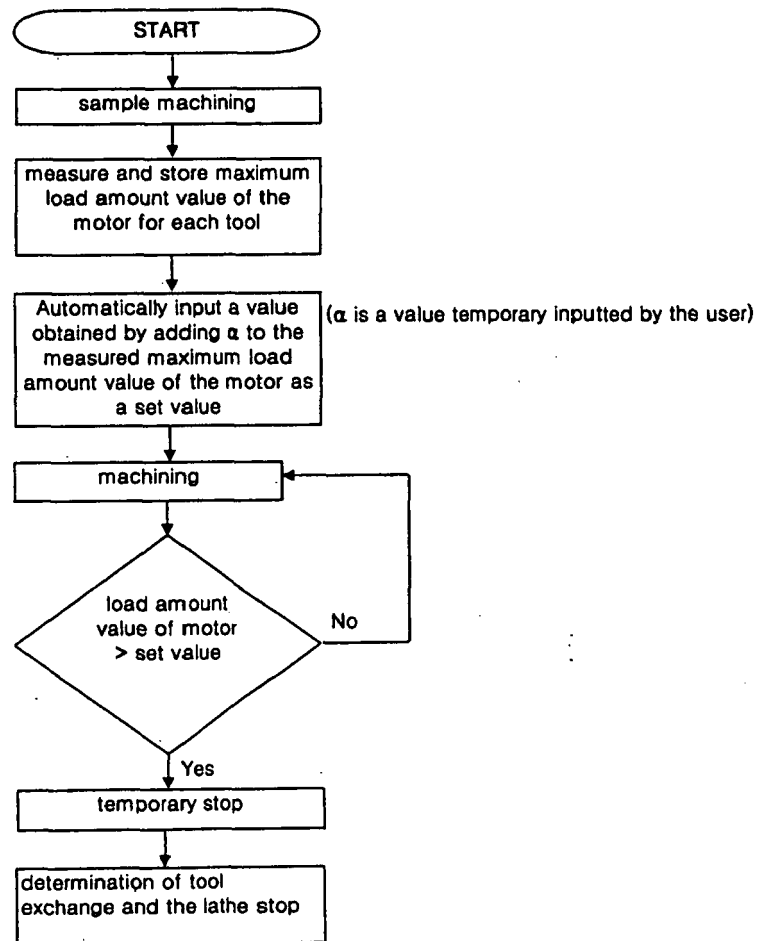 START
sample machining
measure and store maximum
load amount value of the
motor for each tool
Automatically input a value
obtained by adding α to the
measured maximum load
amount value of the motor as
a set value
(α is a value temporary inputted by the user)
machining
load amount
value of motor
> set value
No
Yes
temporary stop
determination of tool
exchange and the lathe stop